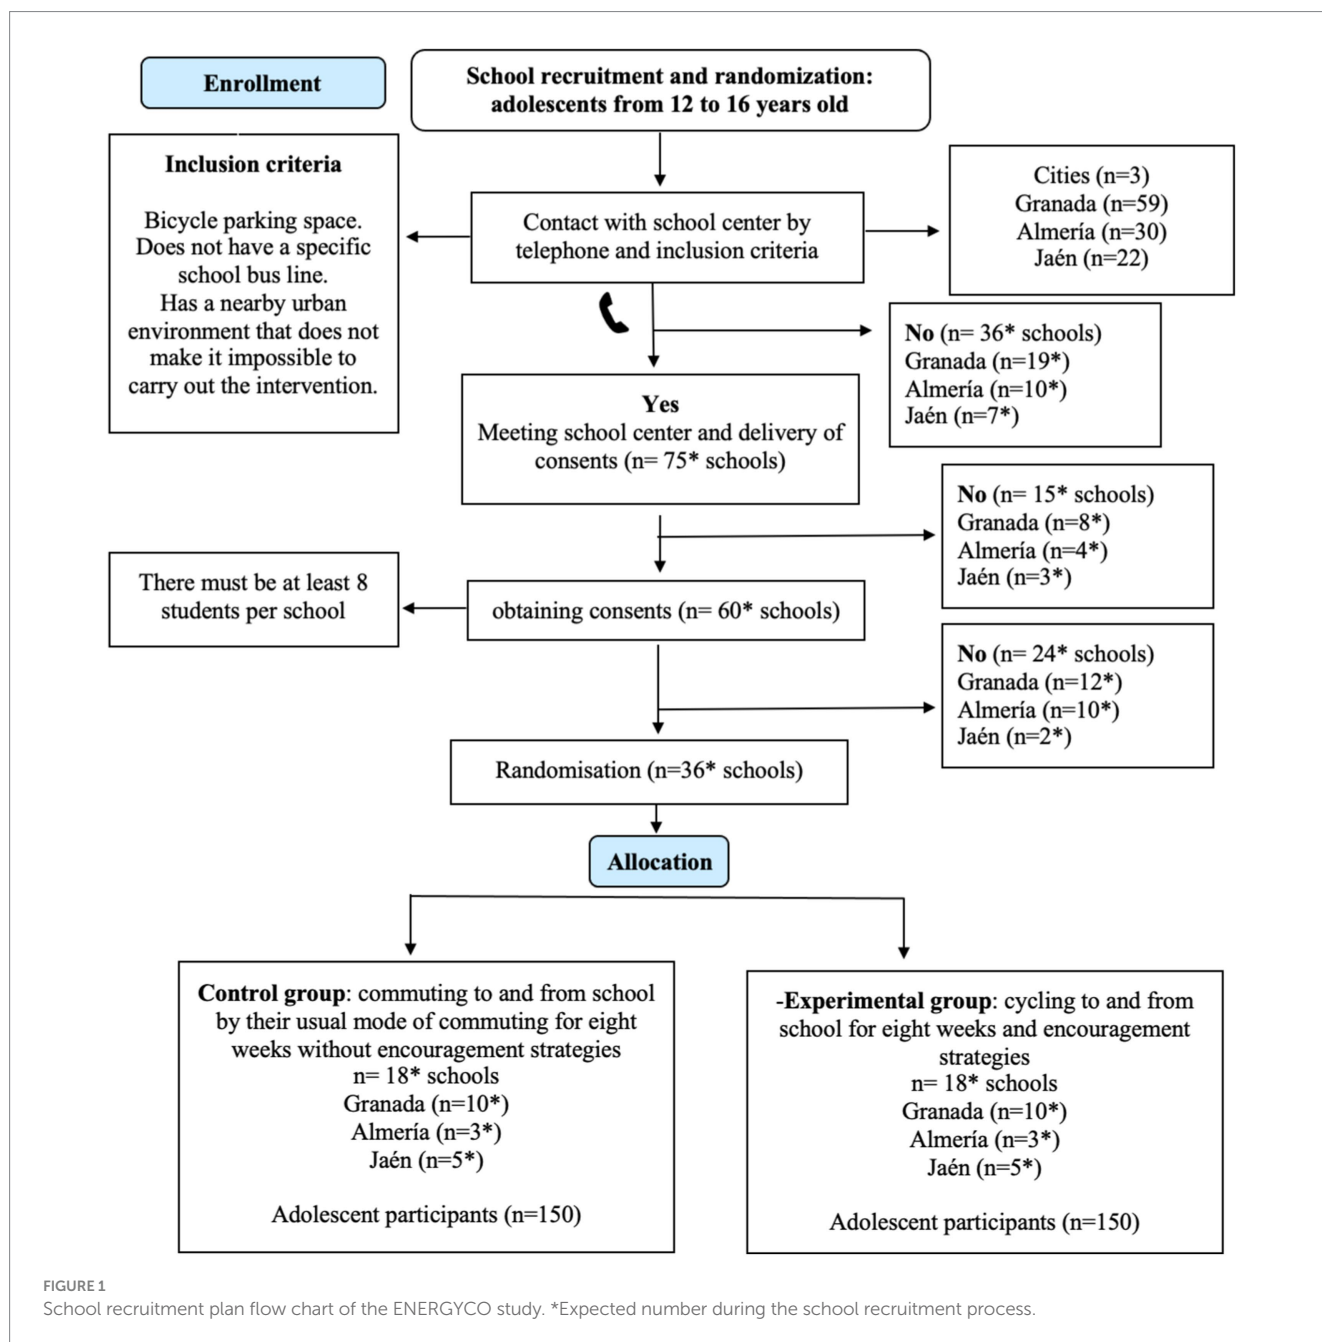 Enrollment
School recruitment and randomization:
adolescents from 12 to 16 years old
Inclusion criteria
Bicycle parking space.
Does not have a specific
school bus line.
Has a nearby urban
environment that does not
make it impossible to
carry out the intervention.
Contact with school center by
telephone and inclusion criteria
Cities (n=3)
Granada (n=59)
Almería (n=30)
Jaén (n=22)
No (n= 36* schools)
Granada (n=19*)
Almería (n=10*)
Jaén (n=7*)
Yes
Meeting school center and delivery of
consents (n= 75* schools)
No (n= 15* schools)
Granada (n=8*)
Almería (n=4*)
Jaén (n=3*)
There must be at least 8
students per school
obtaining consents (n= 60* schools)
No (n= 24* schools)
Granada (n=12*)
Almería (n=10*)
Jaén (n=2*)
Randomisation (n=36* schools)
Allocation
Control group: commuting to and from school
by their usual mode of commuting for eight
weeks without encouragement strategies
n= 18* schools
Granada (n=10*)
Almería (n=3*)
Jaén (n=5*)
Adolescent participants (n=150)
-Experimental group: cycling to and from
school for eight weeks and encouragement
strategies
n= 18* schools
Granada (n=10*)
Almería (n=3*)
Jaén (n=5*)
Adolescent participants (n=150)
FIGURE 1
School recruitment plan flow chart of the ENERGYCO study. *Expected number during the school recruitment process.